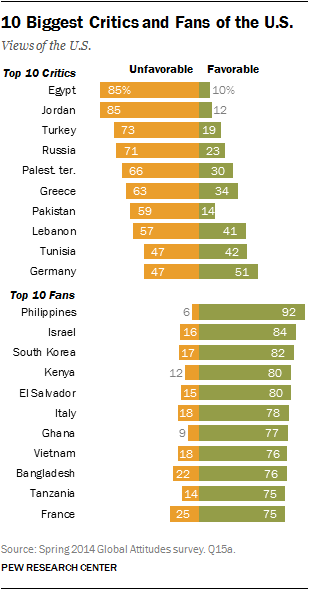 10 Biggest Critics and Fans of the U.S.
Views of the U.S.
Top 10 Critics Unfavorable Favorable
Egypt 85% 10%
Jordan 85 12
Turkey 73 19
Russia 71 23
Palest. ter. 66 30
Greece 63 34
Pakistan 59 14
Lebanon 57 41
Tunisia 47 42
Germany 47 51
Top 10 Fans
Philippines 6 92
Israel 16 84
South Korea 17 82
Kenya 12 80
El Salvador 15 80
Italy 18 78
Ghana 9 77
Vietnam 18 76
Bangladesh 22 76
Tanzania 14 75
France 25 75
Source: Spring 2014 Global Attitudes survey. Q15a.
PEW RESEARCH CENTER